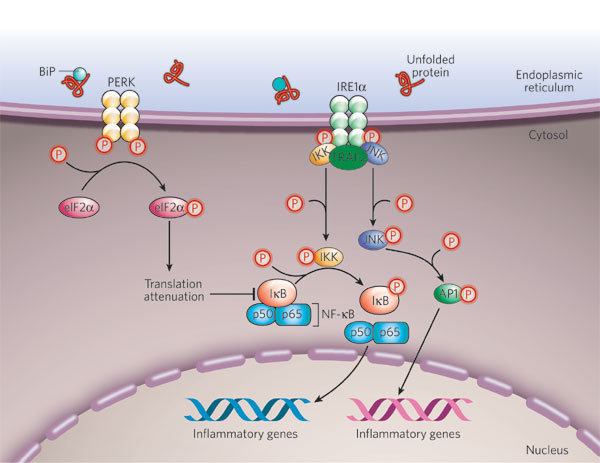 BiP
PERK
Unfolded
protein
IRE1α
Endoplasmic
reticulum
Cytosol
P
P
P
P
IKK
JNK
P
eIF2α
eIF2α
P
P
P
JNK
P
P
Translation
attenuation
P
P
IKK
IκB
p50
p65
NF-κB
P
IκB
p50
p65
AP1
P
Inflammatory genes
Inflammatory genes
Nucleus